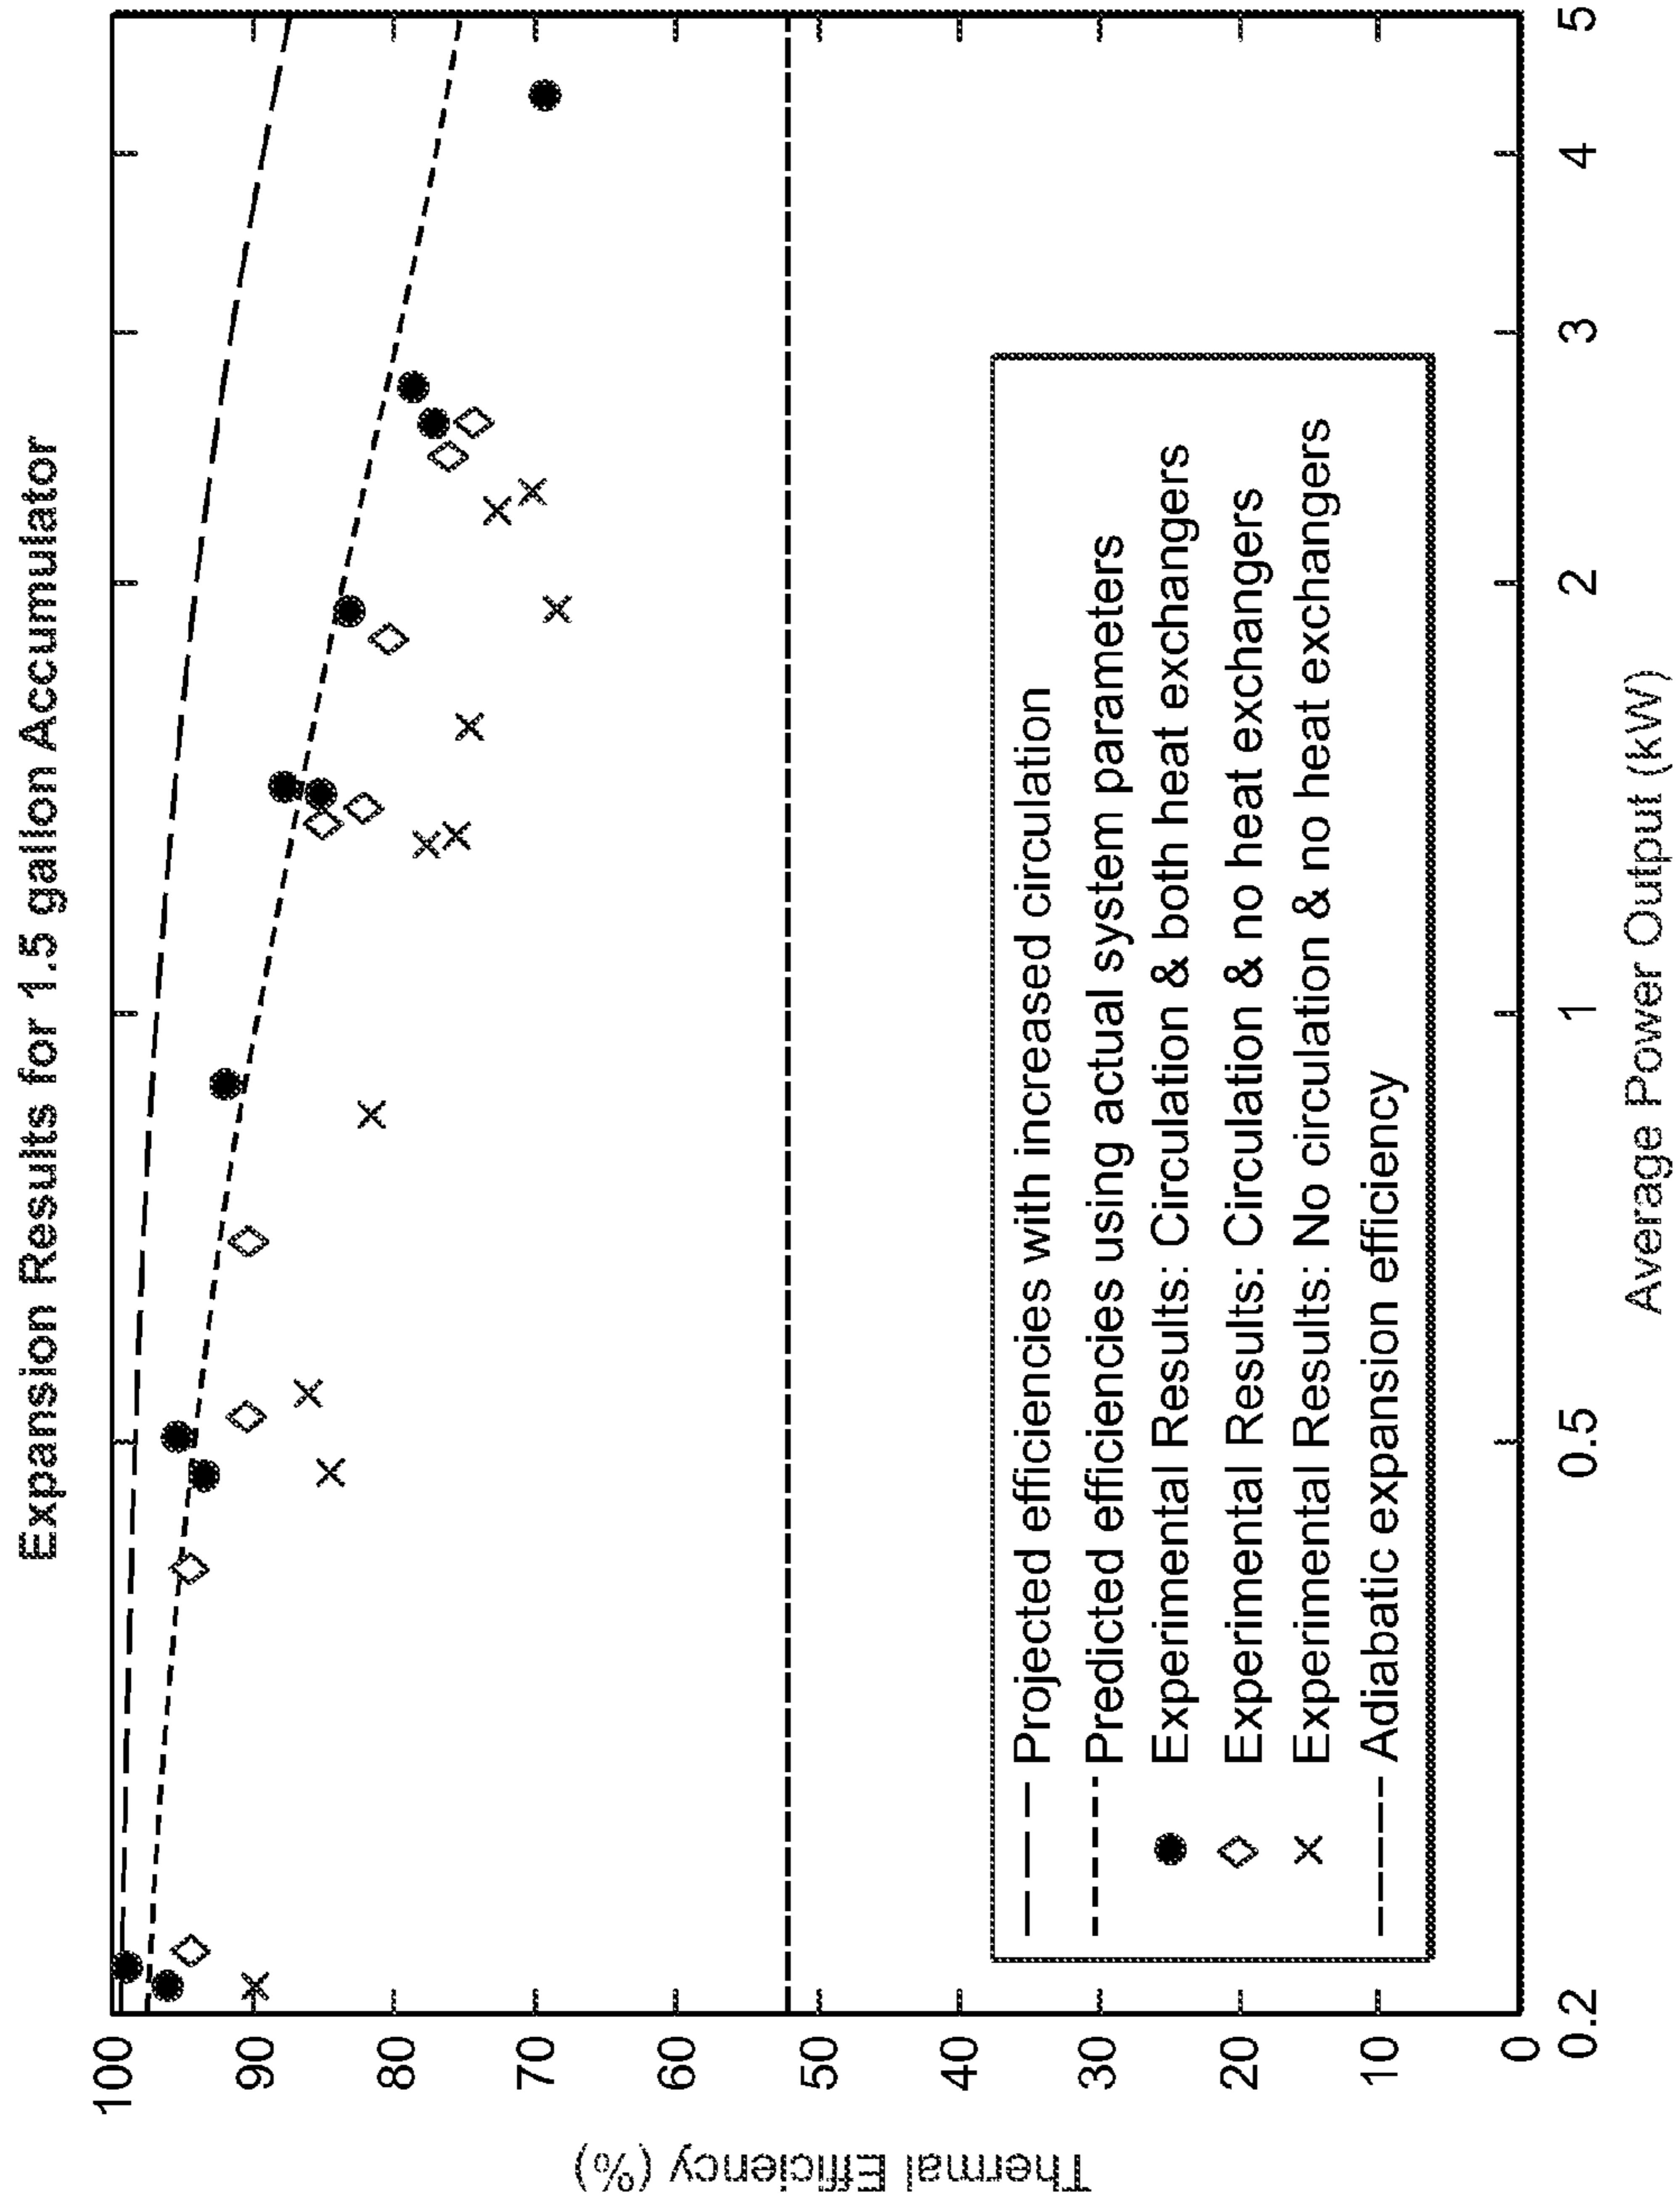 Expansion Results for 1.5 gallon Accumulator
Thermal Efficiency (%)
100
90
80
70
60
50
40
30
20
10
0
Projected efficiencies with increased circulation
Predicted efficiencies using actual system parameters
Experimental Results: Circulation & both heat exchangers
Experimental Results: Circulation & no heat exchangers
Experimental Results: No circulation & no heat exchangers
Adiabatic expansion efficiency
0.2 0.5 1 2 3 4 5
Average Power Output (kW)